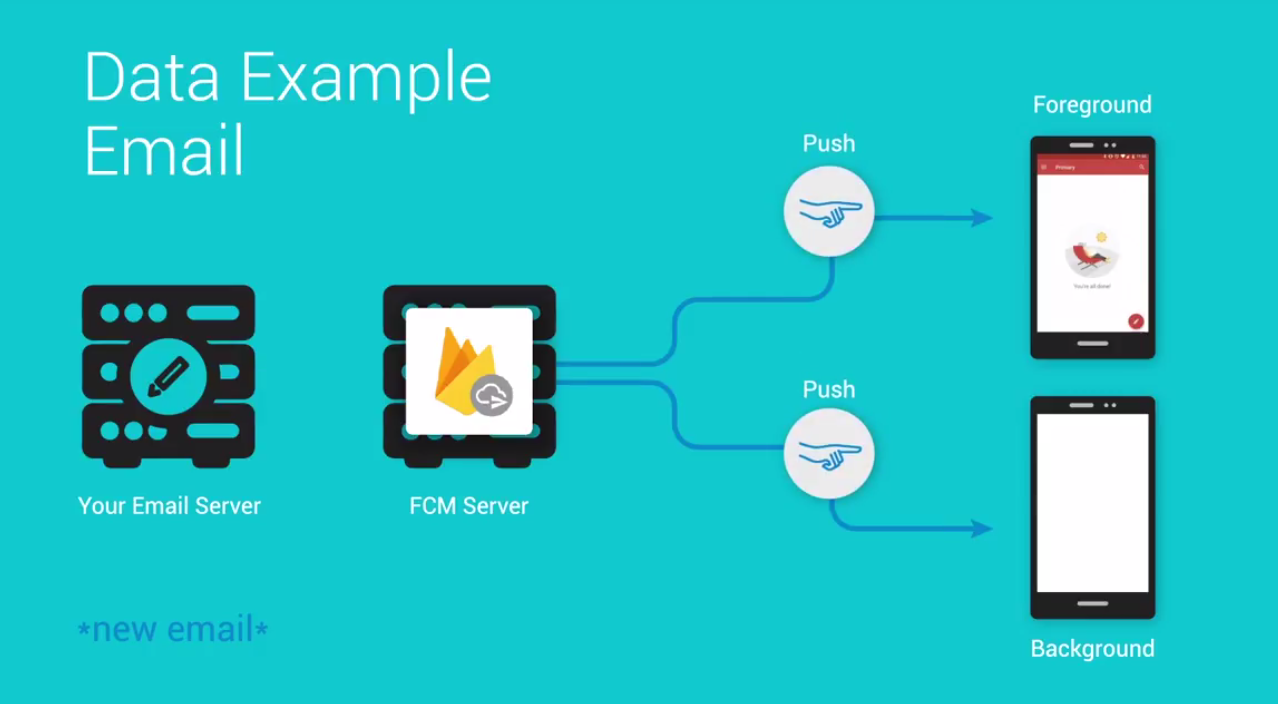 Data Example
Email
Foreground
Push
Primary
You're all done!
Push
Your Email Server
FCM Server
*new email*
Background